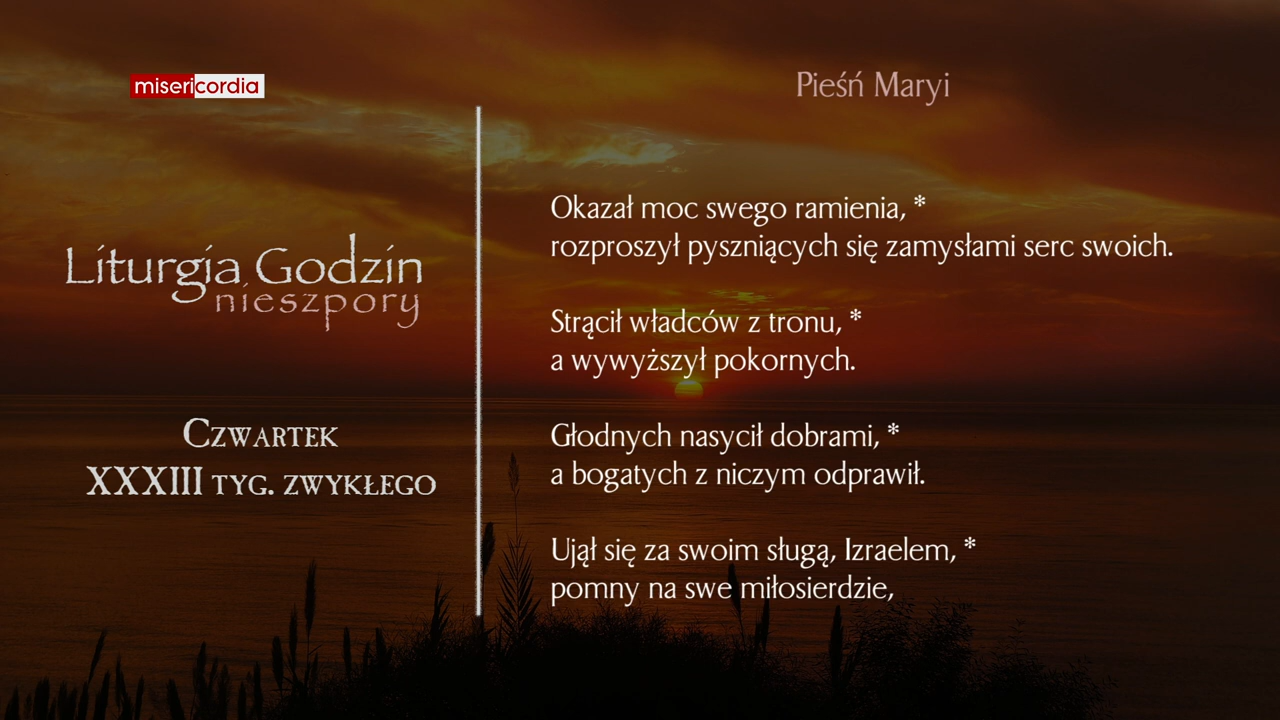 misericordia
Liturgia Godzin
nieszpory
Czwartek
XXXIII tyg. zwykłego
Pieśń Maryi
Okazał moc swego ramienia, *
rozproszył pyszniących się zamysłami serc swoich.
Strącił władców z tronu, *
a wywyższył pokornych.
Głodnych nasycił dobrami, *
a bogatych z niczym odprawił.
Ujął się za swoim sługą, Izraelem, *
pomny na swe miłosierdzie,